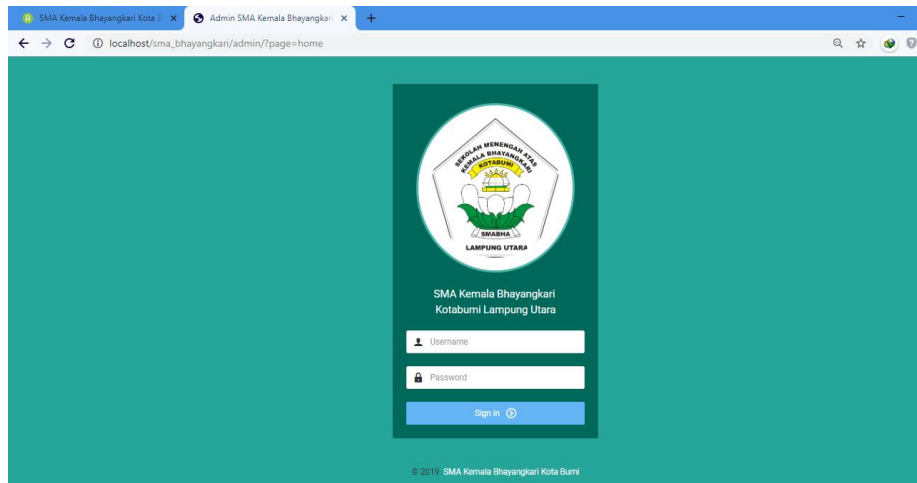 SMA Kemala Bhayangkari Kota B
Admin SMA Kemala Bhayangkari
localhost/sma_bhayangkari/admin/?page=home
SEKOLAH MENENGAH ATAS
KEMALA BHAYANGKARI
KOTABUMI
SMABHA
LAMPUNG UTARA
SMA Kemala Bhayangkari
Kotabumi Lampung Utara
Username
Password
Sign in
© 2019. SMA Kemala Bhayangkari Kota Bumi